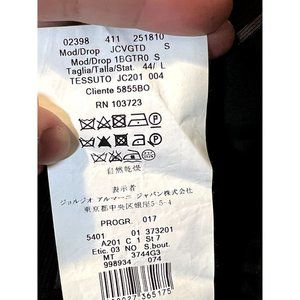 02398 411 251810
Mod/Drop JCVGTD S
Mod/Drop 1BGTR0 S
Taglia/Talla/Stat. 44/ L
TESSUTO JC201 004
Cliente 5855BO
RN 103723
自然乾燥
表示者
ジョルジオ アルマーニ ジャパン株式会社
東京都中央区銀座5-5-4
PROGR. 017
5401 01 373201
A201 C 1 St 7
Etic. 03 NO S.bout.
MT 3744G3
998934 074